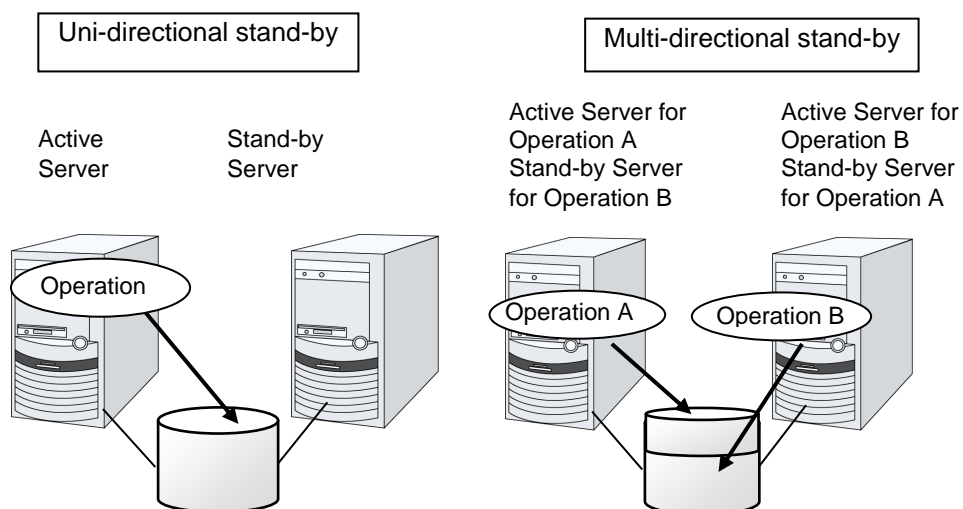 Uni-directional stand-by
Multi-directional stand-by
Active
Server
Stand-by
Server
Active Server for
Operation A
Stand-by Server
for Operation B
Active Server for
Operation B
Stand-by Server
for Operation A
Operation
Operation A
Operation B